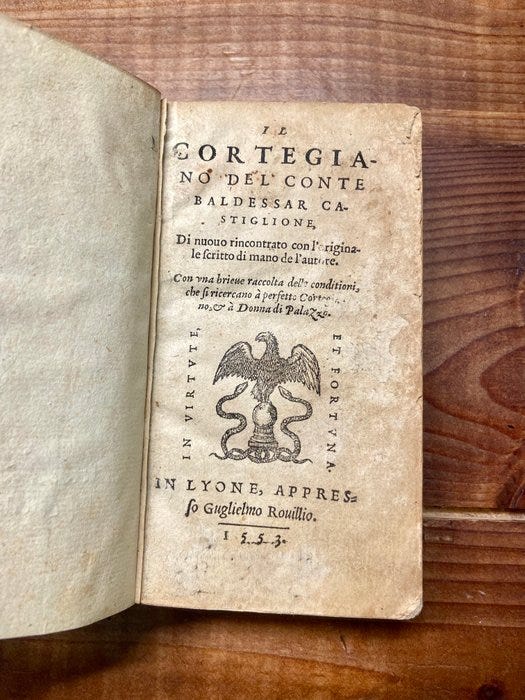 IL
CORTEGIA-
NO DEL CONTE
BALDESSAR CA-
STIGLIONE,
Di nuouo rincontrato con l'origina-
le ſcritto di mano de l'autore.
Con vna brieue raccolta delle conditioni,
che ſi ricercano à perfetto
no, & à Donna di Palazzo.
IN VIRTVTE,
ET FORTVNA.
IN LYONE, APPRES-
ſo Guglielmo Rouillio.
1553.